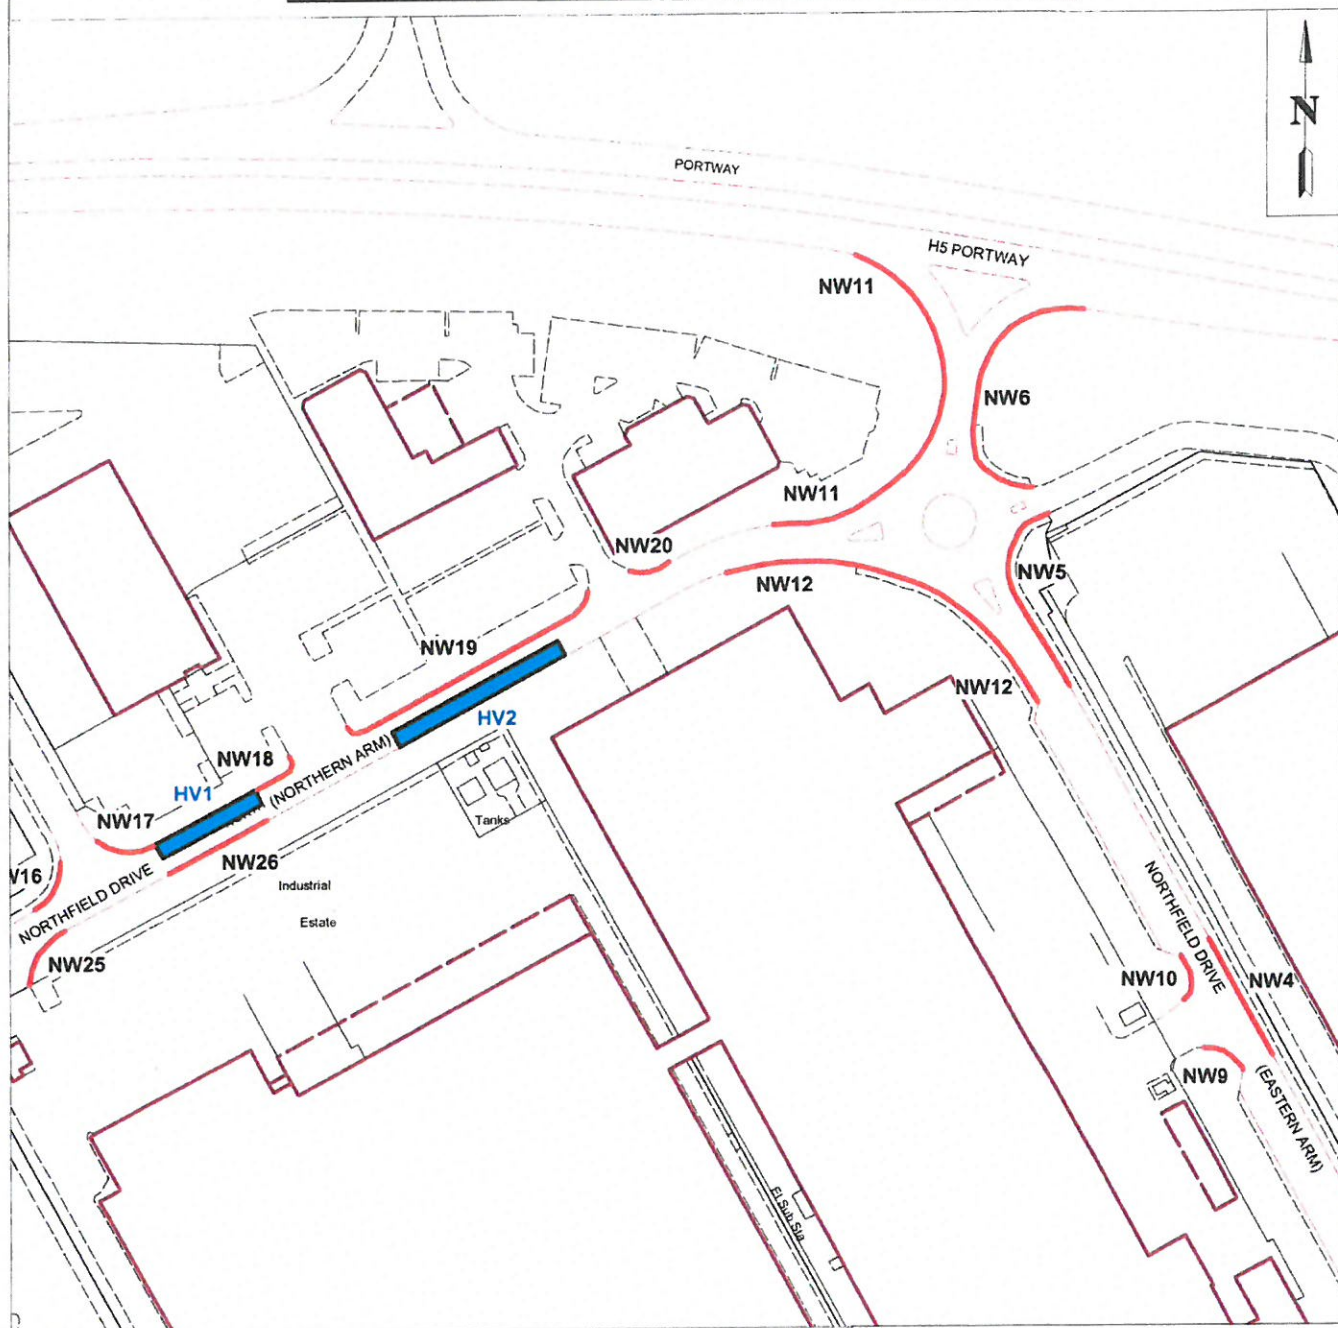 N
PORTWAY
H5 PORTWAY
NW11
NW6
NW11
NW20
NW12
NW5
NW19
NW12
HV2
(NORTHERN ARM)
NW18
HV1
Tanks
NW17
NW26
NORTHFIELD DRIVE
Industrial
Estate
NW25
NORTHFIELD DRIVE
NW10
NW4
NW9
(EASTERN ARM)
El Sub Sta